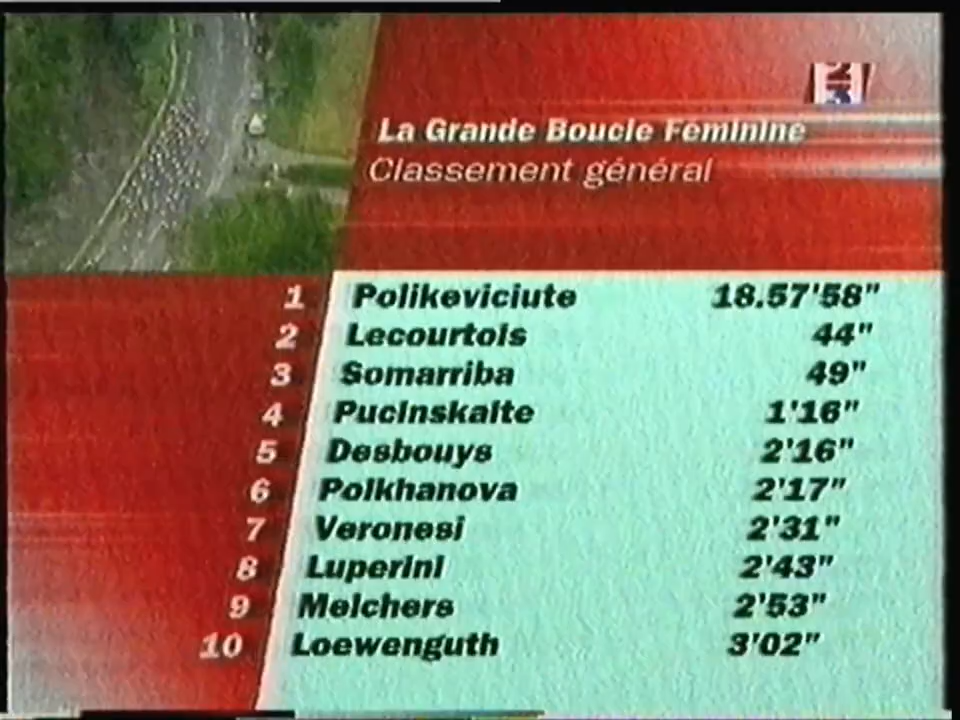 La Grande Boucle Féminine
Classement général
1 Polikeviciute 18.57'58"
2 Lecourtois 44"
3 Somarriba 49"
4 Pucinskaite 1'16"
5 Desbouys 2'16"
6 Polkhanova 2'17"
7 Veronesi 2'31"
8 Luperini 2'43"
9 Melchers 2'53"
10 Loewenguth 3'02"